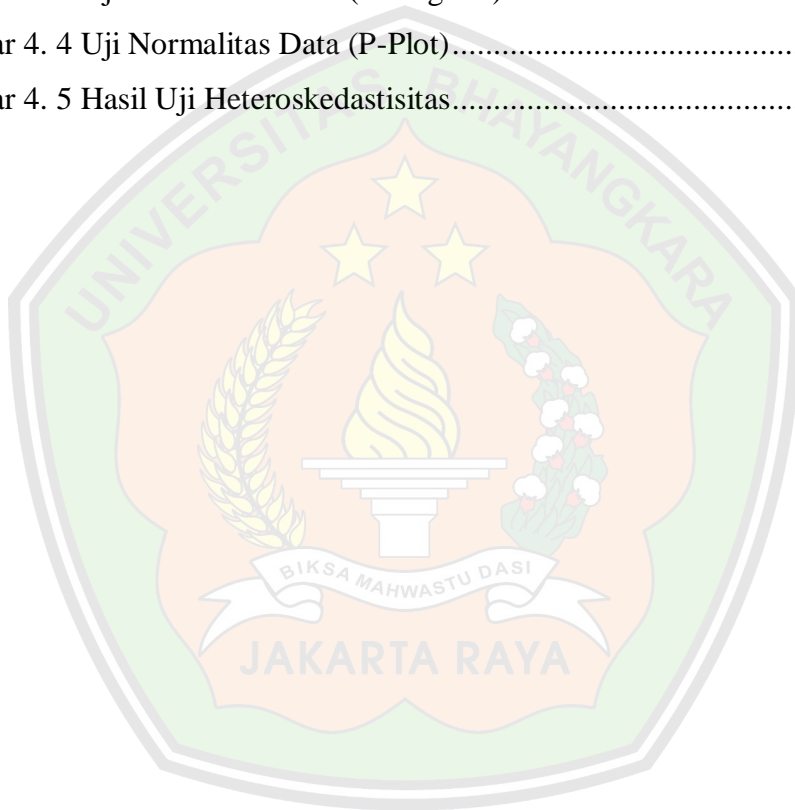 ar 4. 4 Uji Normalitas Data (P-Plot).....................................
ar 4. 5 Hasil Uji Heteroskedastisitas.....................................
UNIVERSITAS BHAYANGKARA
BIKSA MAHWASTU DASI
JAKARTA RAYA